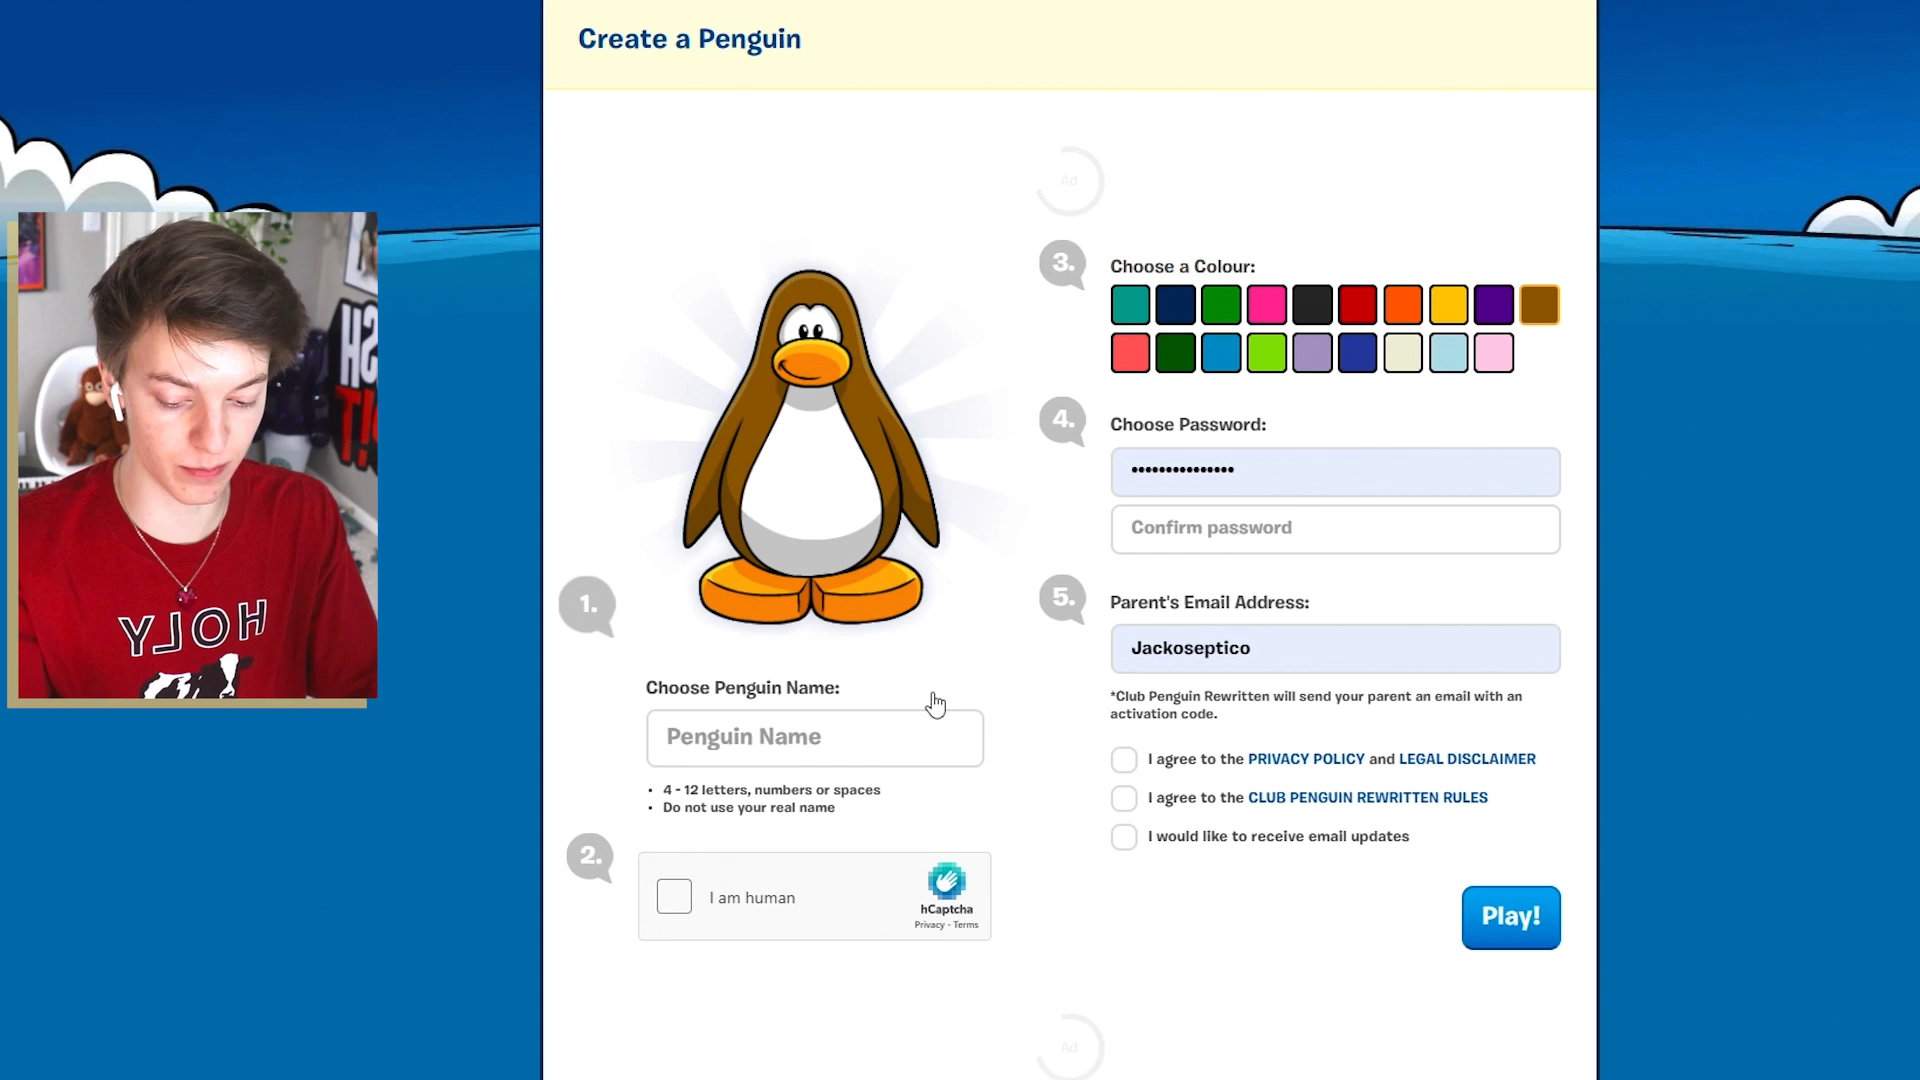 Create a Penguin
Ad
1.
Choose Penguin Name:
Penguin Name
• 4 - 12 letters, numbers or spaces
• Do not use your real name
2.
I am human
hCaptcha
Privacy - Terms
3.
Choose a Colour:
4.
Choose Password:
•••••••••••••••
Confirm password
5.
Parent's Email Address:
Jackoseptico
*Club Penguin Rewritten will send your parent an email with an
activation code.
I agree to the PRIVACY POLICY and LEGAL DISCLAIMER
I agree to the CLUB PENGUIN REWRITTEN RULES
I would like to receive email updates
Play!
Ad
HOLY